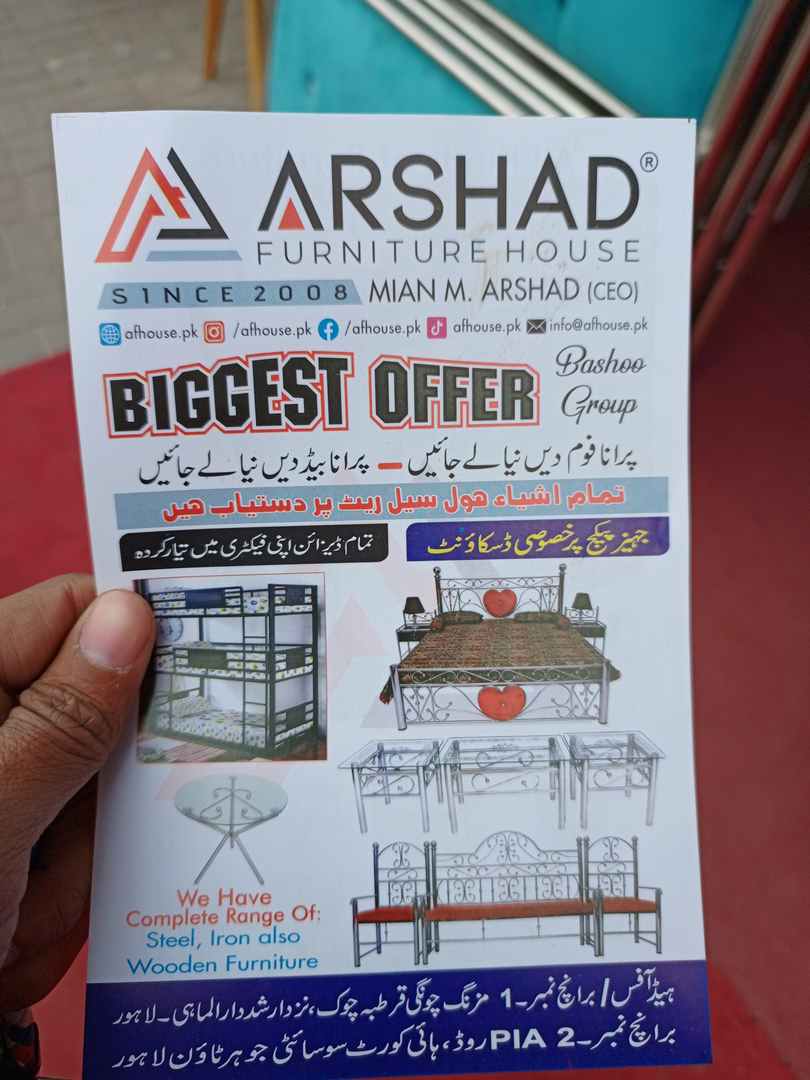 ARSHAD®
FURNITURE HOUSE
SINCE 2008 MIAN M. ARSHAD (CEO)
afhouse.pk /afhouse.pk /afhouse.pk afhouse.pk info@afhouse.pk
BIGGEST OFFER Bashoo Group
پرانا فوم دیں نیا لے جائیں – پرانا بیڈ دیں نیا لے جائیں
تمام اشیاء ھول سیل ریٹ پر دستیاب ھیں
جہیز پیکج پر خصوصی ڈسکاؤنٹ
تمام ڈیزائن اپنی فیکٹری میں تیار کردہ
We Have
Complete Range Of:
Steel, Iron also
Wooden Furniture
ہیڈ آفس / برانچ نمبر۔1 مزنگ چونگی قرطبہ چوک، نزد ارشد دار الماہی۔ لاہور
برانچ نمبر۔2 PIA روڈ، ہائی کورٹ سوسائٹی جوہر ٹاؤن لاہور